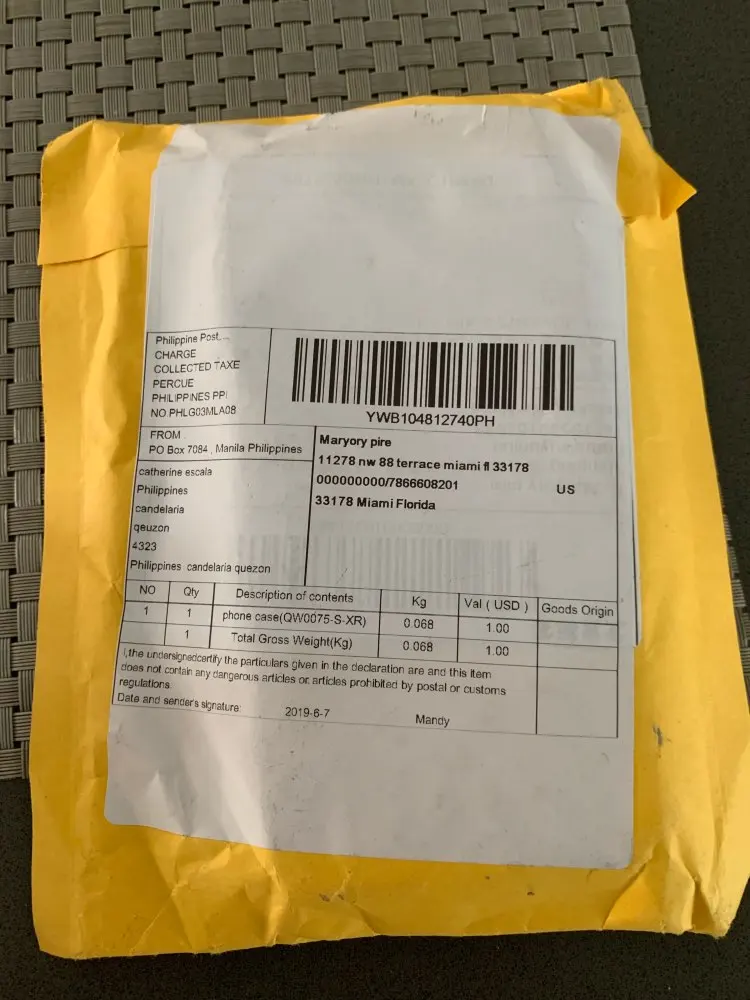 Philippine Post....
CHARGE
COLLECTED TAXE
PERCUE
PHILIPPINES PPI
NO PHLG03MLA08
YWB104812740PH
FROM
PO Box 7084 , Manila Philippines
catherine escala
Philippines
candelaria
qeuzon
4323
Philippines candelaria quezon
Maryory pire
11278 nw 88 terrace miami fl 33178
000000000/7866608201
US
33178 Miami Florida
NO Qty Description of contents Kg Val ( USD ) Goods Origin
1 1 phone case(QW0075-S-XR) 0.068 1.00
1 Total Gross Weight(Kg) 0.068 1.00
I,the undersignedcertify the particulars given in the declaration are and this item
does not contain any dangerous articles or articles prohibited by postal or customs
regulations.
Date and sender's signature: 2019-6-7 Mandy